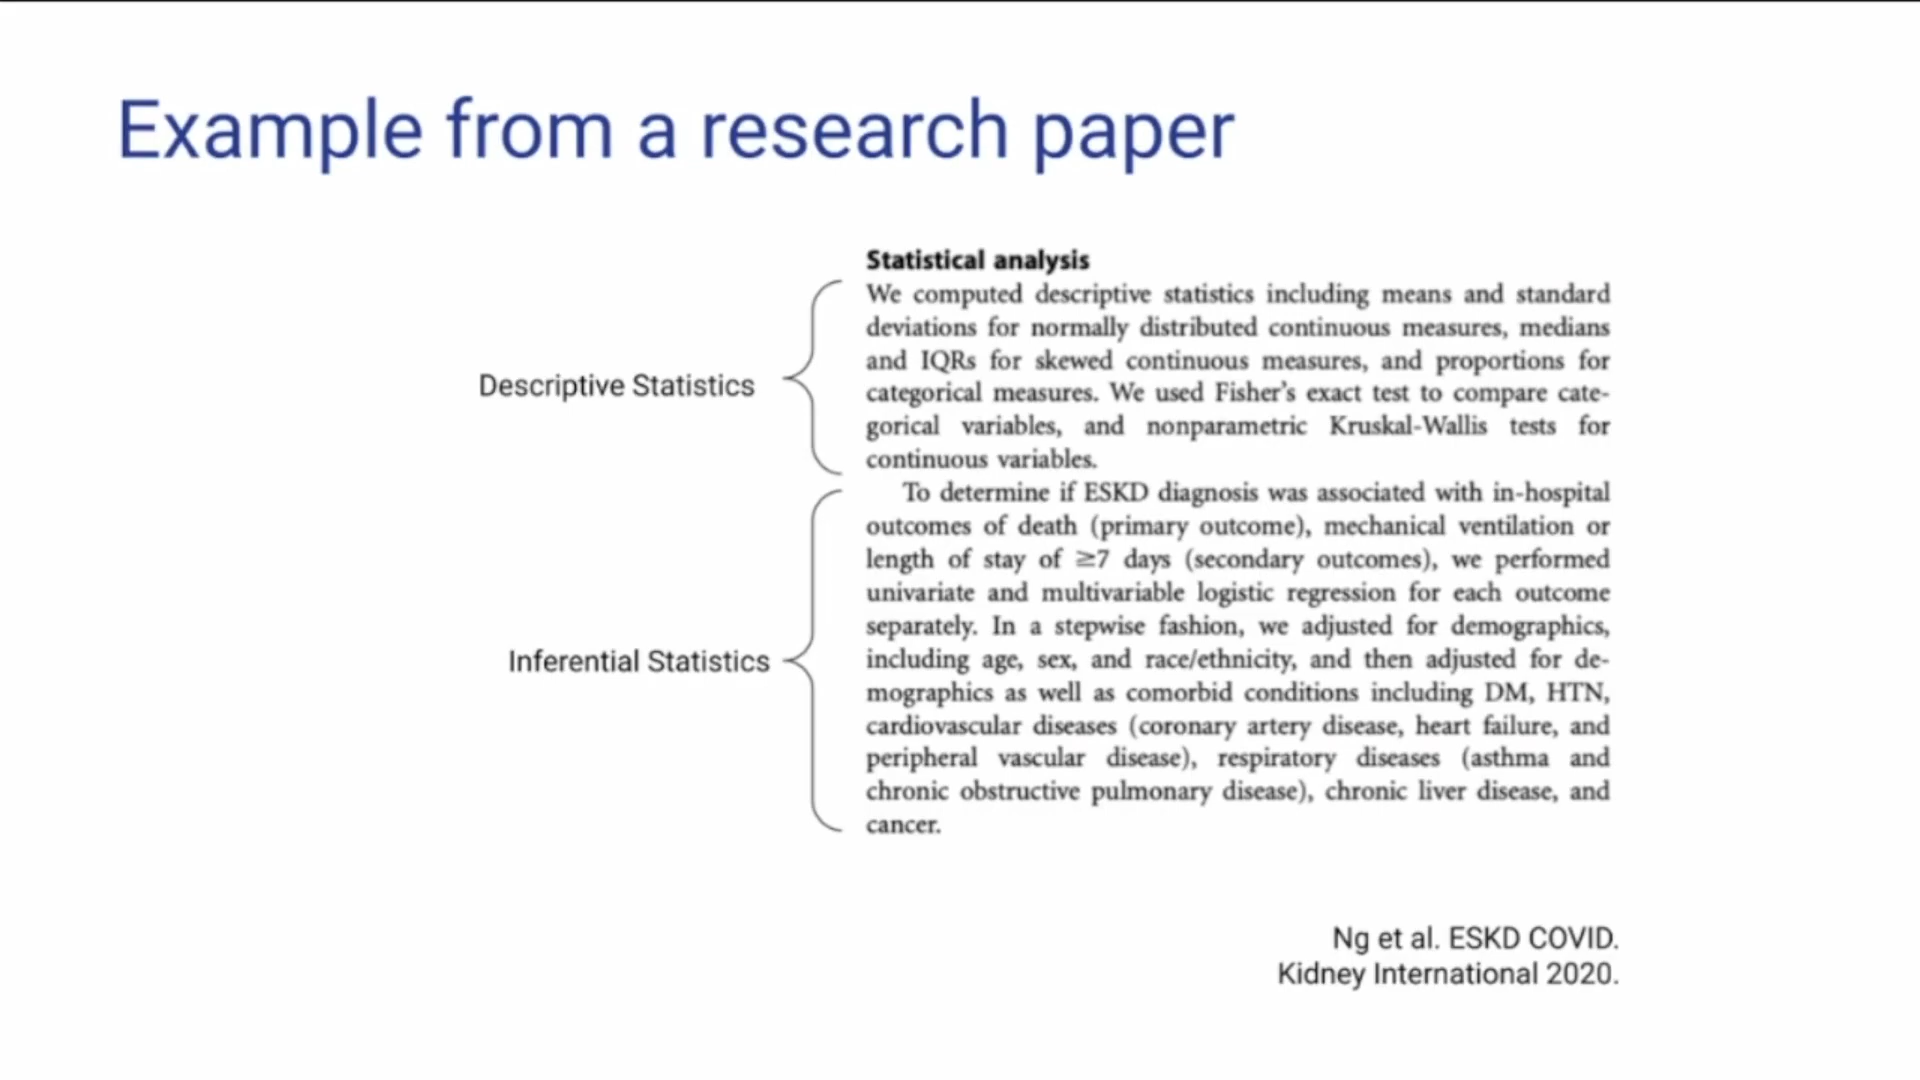 Example from a research paper
Statistical analysis
We computed descriptive statistics including means and standard
deviations for normally distributed continuous measures, medians
and IQRs for skewed continuous measures, and proportions for
categorical measures. We used Fisher's exact test to compare cate-
gorical variables, and nonparametric Kruskal-Wallis tests for
continuous variables.
Descriptive Statistics
To determine if ESKD diagnosis was associated with in-hospital
outcomes of death (primary outcome), mechanical ventilation or
length of stay of ≥7 days (secondary outcomes), we performed
univariate and multivariable logistic regression for each outcome
separately. In a stepwise fashion, we adjusted for demographics,
including age, sex, and race/ethnicity, and then adjusted for de-
mographics as well as comorbid conditions including DM, HTN,
cardiovascular diseases (coronary artery disease, heart failure, and
peripheral vascular disease), respiratory diseases (asthma and
chronic obstructive pulmonary disease), chronic liver disease, and
cancer.
Inferential Statistics
Ng et al. ESKD COVID.
Kidney International 2020.